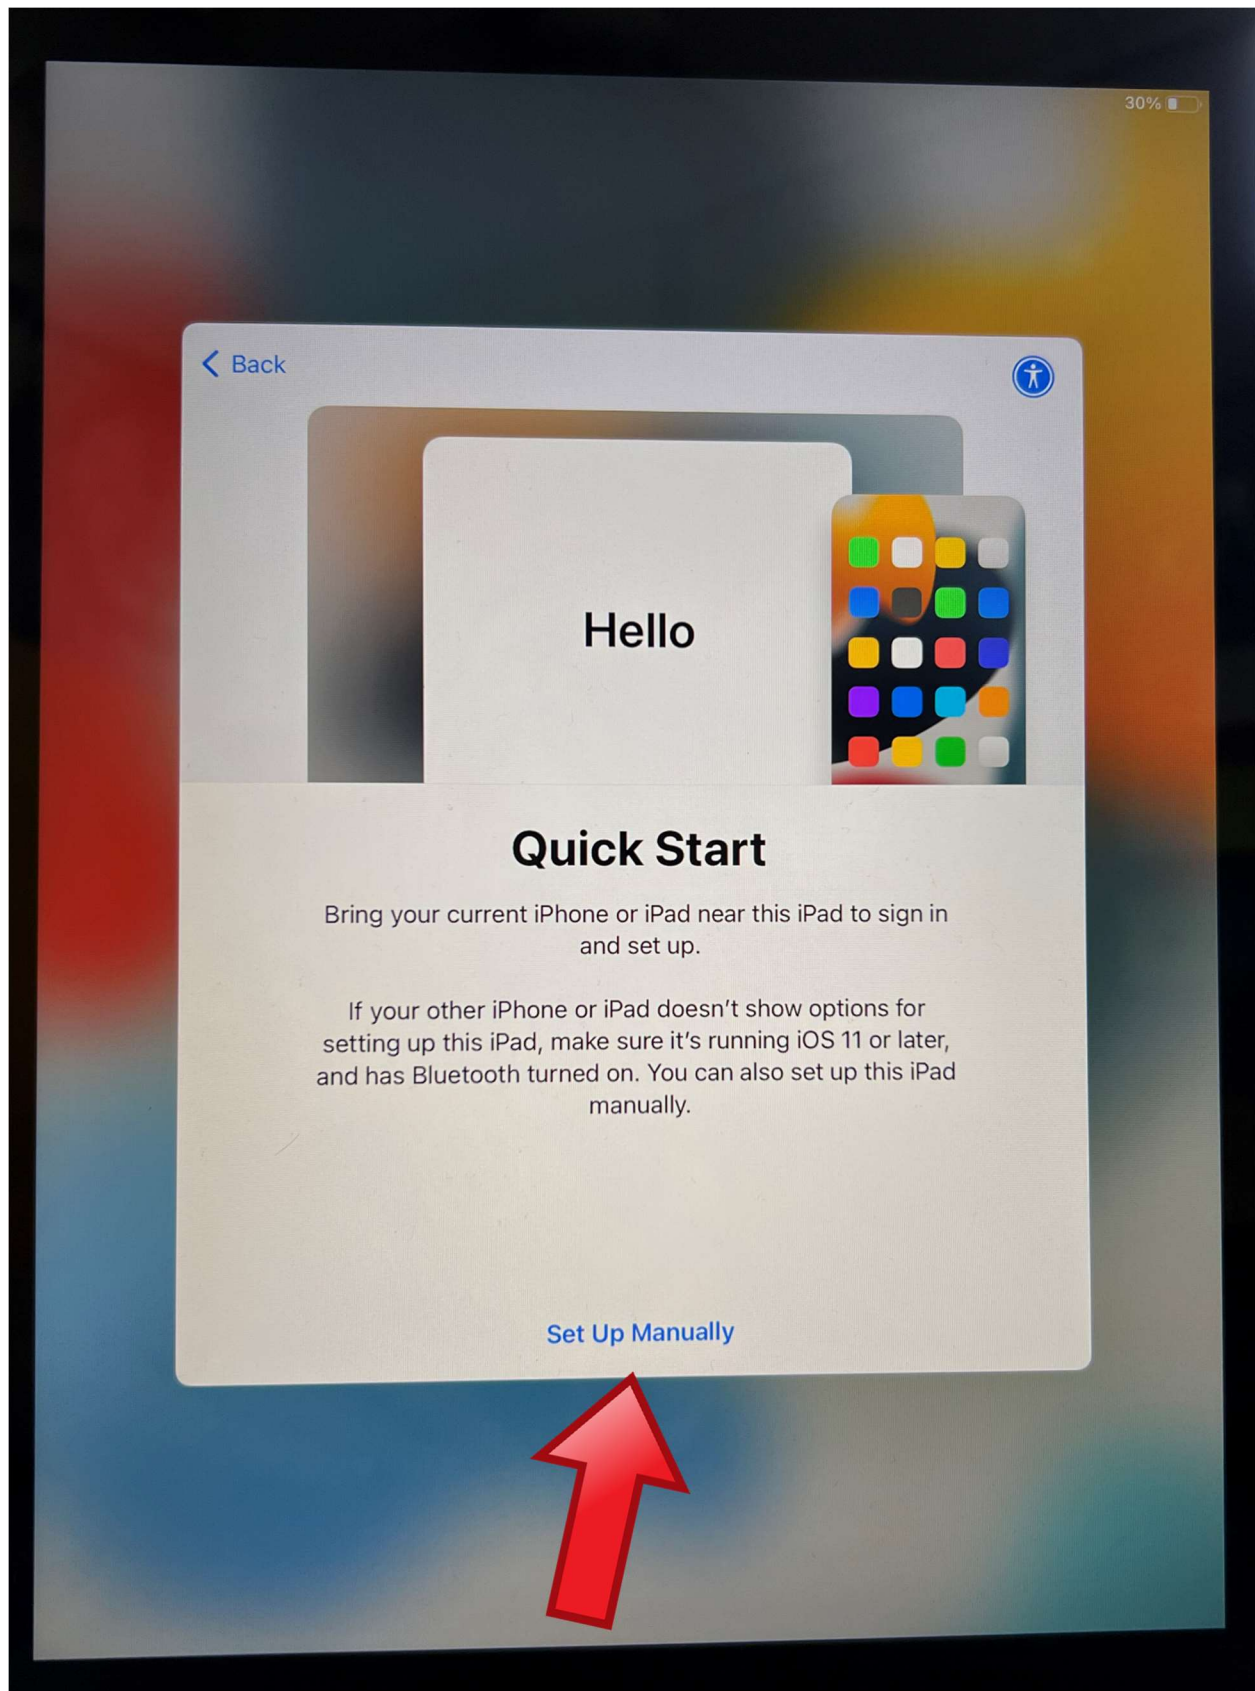 30%
Back
Hello
Quick Start
Bring your current iPhone or iPad near this iPad to sign in
and set up.
If your other iPhone or iPad doesn't show options for
setting up this iPad, make sure it's running iOS 11 or later,
and has Bluetooth turned on. You can also set up this iPad
manually.
Set Up Manually